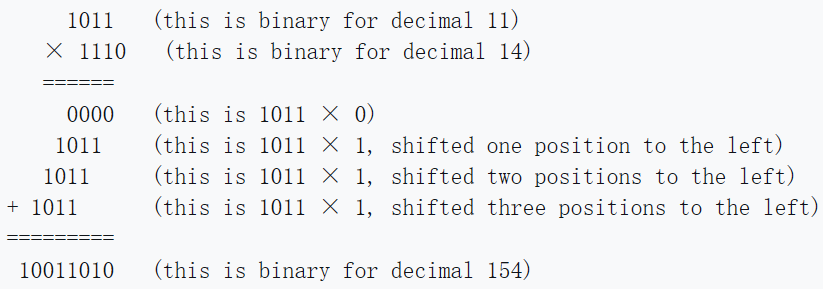 1011 (this is binary for decimal 11)
× 1110 (this is binary for decimal 14)
======
0000 (this is 1011 × 0)
1011 (this is 1011 × 1, shifted one position to the left)
1011 (this is 1011 × 1, shifted two positions to the left)
+ 1011 (this is 1011 × 1, shifted three positions to the left)
=========
10011010 (this is binary for decimal 154)